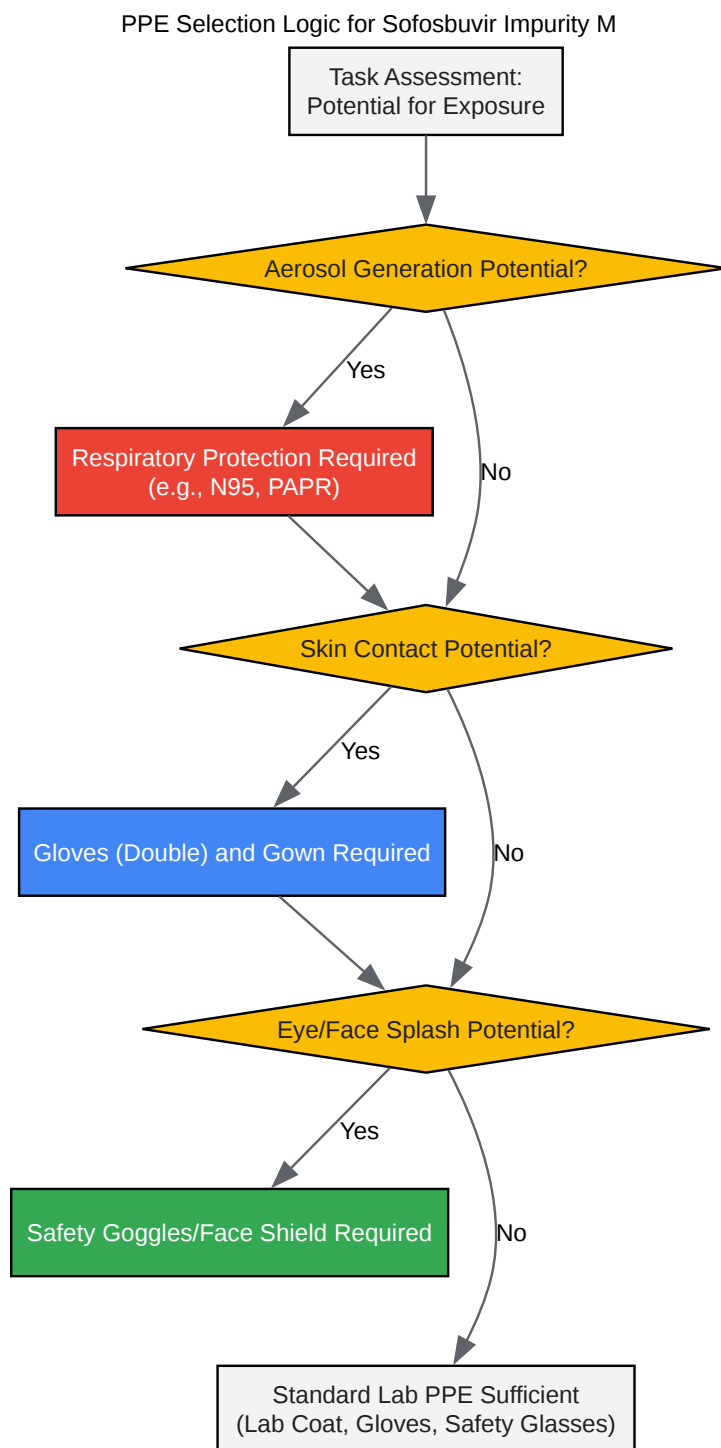 PPE Selection Logic for Sofosbuvir Impurity M
Task Assessment:
Potential for Exposure
Aerosol Generation Potential?
Yes
Respiratory Protection Required
(e.g., N95, PAPR)
No
Skin Contact Potential?
Yes
Gloves (Double) and Gown Required
No
Eye/Face Splash Potential?
Yes
Safety Goggles/Face Shield Required
No
Standard Lab PPE Sufficient
(Lab Coat, Gloves, Safety Glasses)